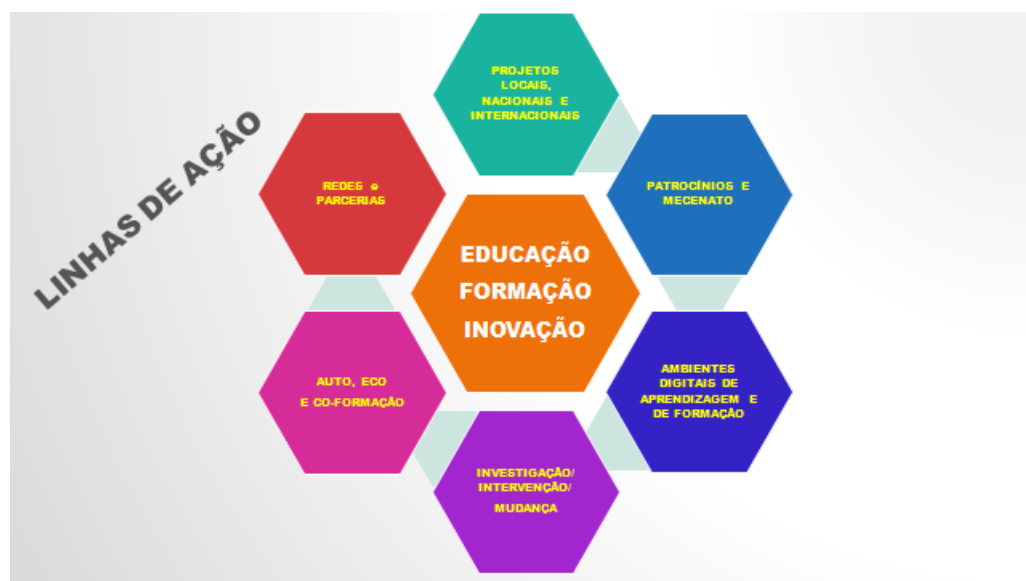 LINHAS DE AÇÃO
PROJETOS
LOCAIS,
NACIONAIS E
INTERNACIONAIS
REDES e
PARCERIAS
PATROCÍNIOS E
MECENATO
EDUCAÇÃO
FORMAÇÃO
INOVAÇÃO
AUTO, ECO
E CO-FORMAÇÃO
AMBIENTES
DIGITAIS DE
APRENDIZAGEM E
DE FORMAÇÃO
INVESTIGAÇÃO/
INTERVENÇÃO/
MUDANÇA